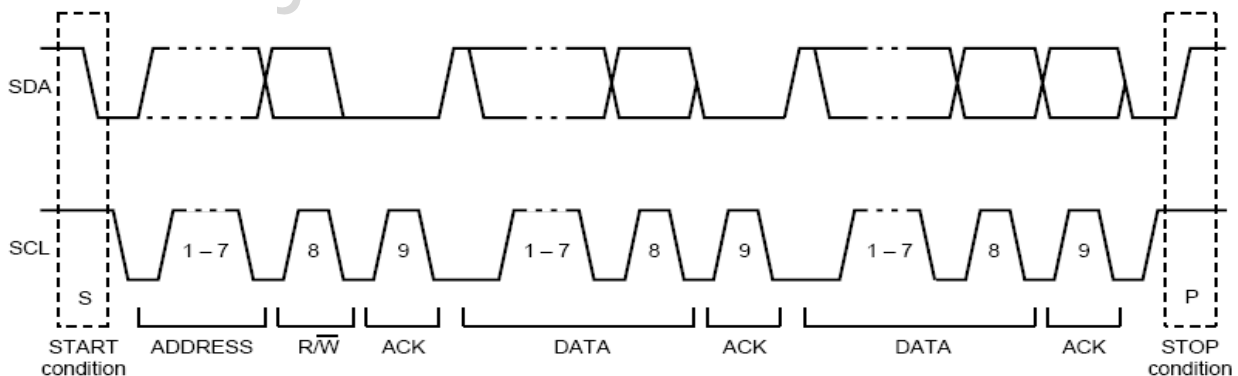 SDA
SCL
1 – 7 8 9 1 – 7 8 9 1 – 7 8 9
S P
START condition ADDRESS R/W̅ ACK DATA ACK DATA ACK STOP condition